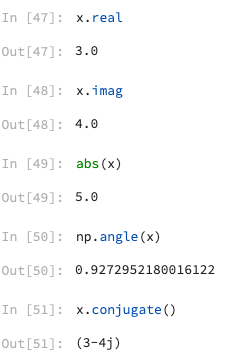 In [47]: x.real
Out[47]: 3.0
In [48]: x.imag
Out[48]: 4.0
In [49]: abs(x)
Out[49]: 5.0
In [50]: np.angle(x)
Out[50]: 0.9272952180016122
In [51]: x.conjugate()
Out[51]: (3-4j)